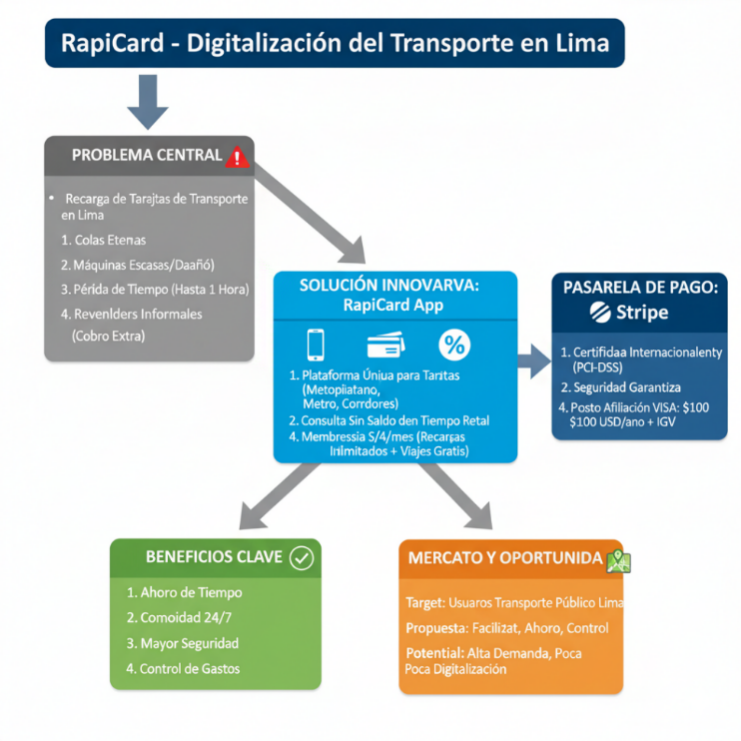 RapiCard - Digitalización del Transporte en Lima
PROBLEMA CENTRAL
• Recarga de Tarajtas de Transporte
en Lima
1. Colas Etenas
2. Máquinas Escasas/Daañó)
3. Périda de Tiempo (Hasta 1 Hora)
4. Revenlders Informales
(Cobro Extra)
SOLUCIÓN INNOVARVA:
RapiCard App
%
1. Plataforma Úniua para Tantas
(Metopliatano,
Metro, Corrdores)
2. Consulta Sin Saldo den Tiempo Retal
4. Membressia S/4/mes (Recargas
Inlimitados + Viajes Gratis)
PASARELA DE PAGO:
Stripe
1. Certifidaa Internacionalenty
(PCI-DSS)
2. Seguridad Garantiza
4. Posto Afiliación VISA: $100
$100 USD/ano + IGV
BENEFICIOS CLAVE
1. Ahoro de Tiempo
2. Comoidad 24/7
3. Mayor Seguridad
4. Control de Gastos
MERCATO Y OPORTUNIDA
Target: Usuaros Transporte Público Lima
Propuesta: Facilizat, Ahoro, Control
Potential: Alta Demanda, Poca
Poca Digitalización